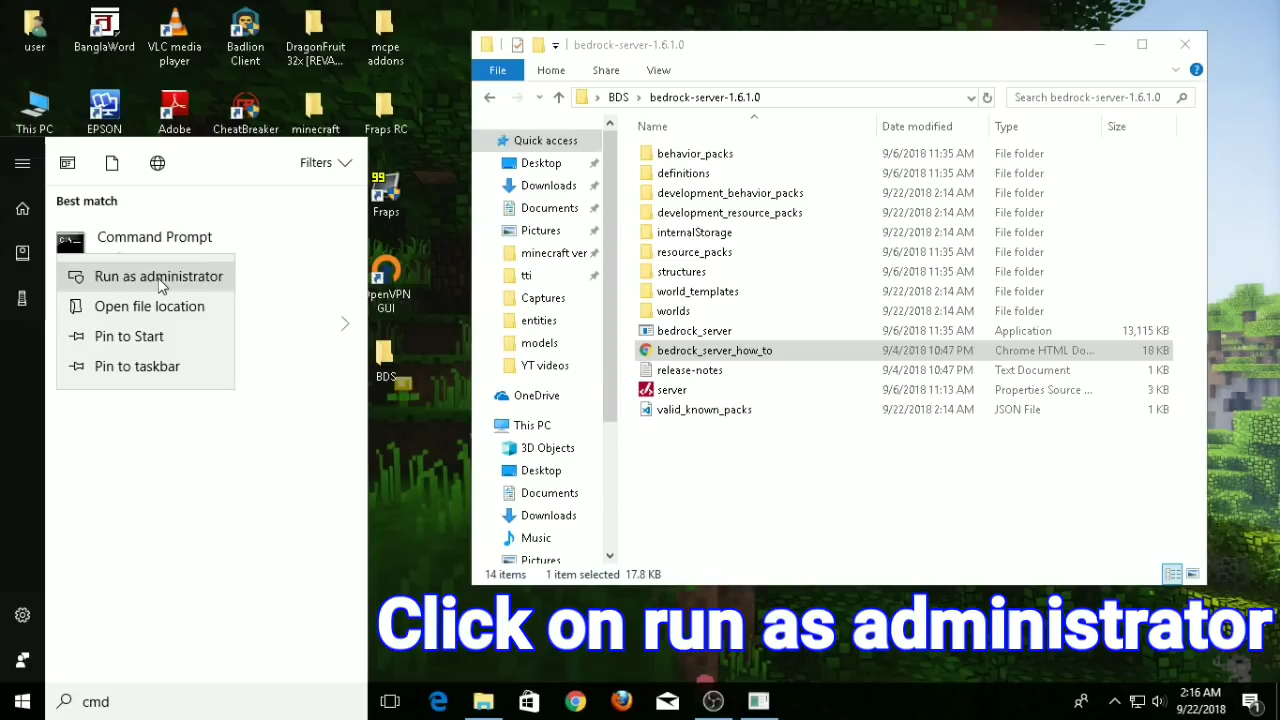 user
BanglaWord
VLC media
player
Badlion
Client
DragonFruit
32x [REVA...
mcpe
addons
This PC
EPSON
Adobe
CheatBreaker
minecraft
Fraps RC
Filters
Best match
Command Prompt
Run as administrator
Open file location
Pin to Start
Pin to taskbar
99
Fraps
OpenVPN
GUI
BDS
bedrock-server-1.6.1.0
File
Home
Share
View
BDS
bedrock-server-1.6.1.0
Search bedrock-server-1.6.1.0
Quick access
Desktop
Downloads
Documents
Pictures
minecraft ver
tti
Captures
entities
models
YT videos
OneDrive
This PC
3D Objects
Desktop
Documents
Downloads
Music
Pictures
Name Date modified Type Size
behavior_packs 9/6/2018 11:35 AM File folder
definitions 9/6/2018 11:35 AM File folder
development_behavior_packs 9/22/2018 2:14 AM File folder
development_resource_packs 9/22/2018 2:14 AM File folder
internalStorage 9/22/2018 2:14 AM File folder
resource_packs 9/6/2018 11:35 AM File folder
structures 9/6/2018 11:35 AM File folder
world_templates 9/22/2018 2:14 AM File folder
worlds 9/22/2018 2:14 AM File folder
bedrock_server 9/6/2018 11:35 AM Application 13,115 KB
bedrock_server_how_to 9/4/2018 10:47 PM Chrome HTML Do... 18 KB
release-notes 9/4/2018 10:47 PM Text Document 1 KB
server 9/6/2018 11:13 AM Properties Source ... 3 KB
valid_known_packs 9/22/2018 2:14 AM JSON File 1 KB
14 items 1 item selected 17.8 KB
Click on run as administrator
cmd
2:16 AM
9/22/2018